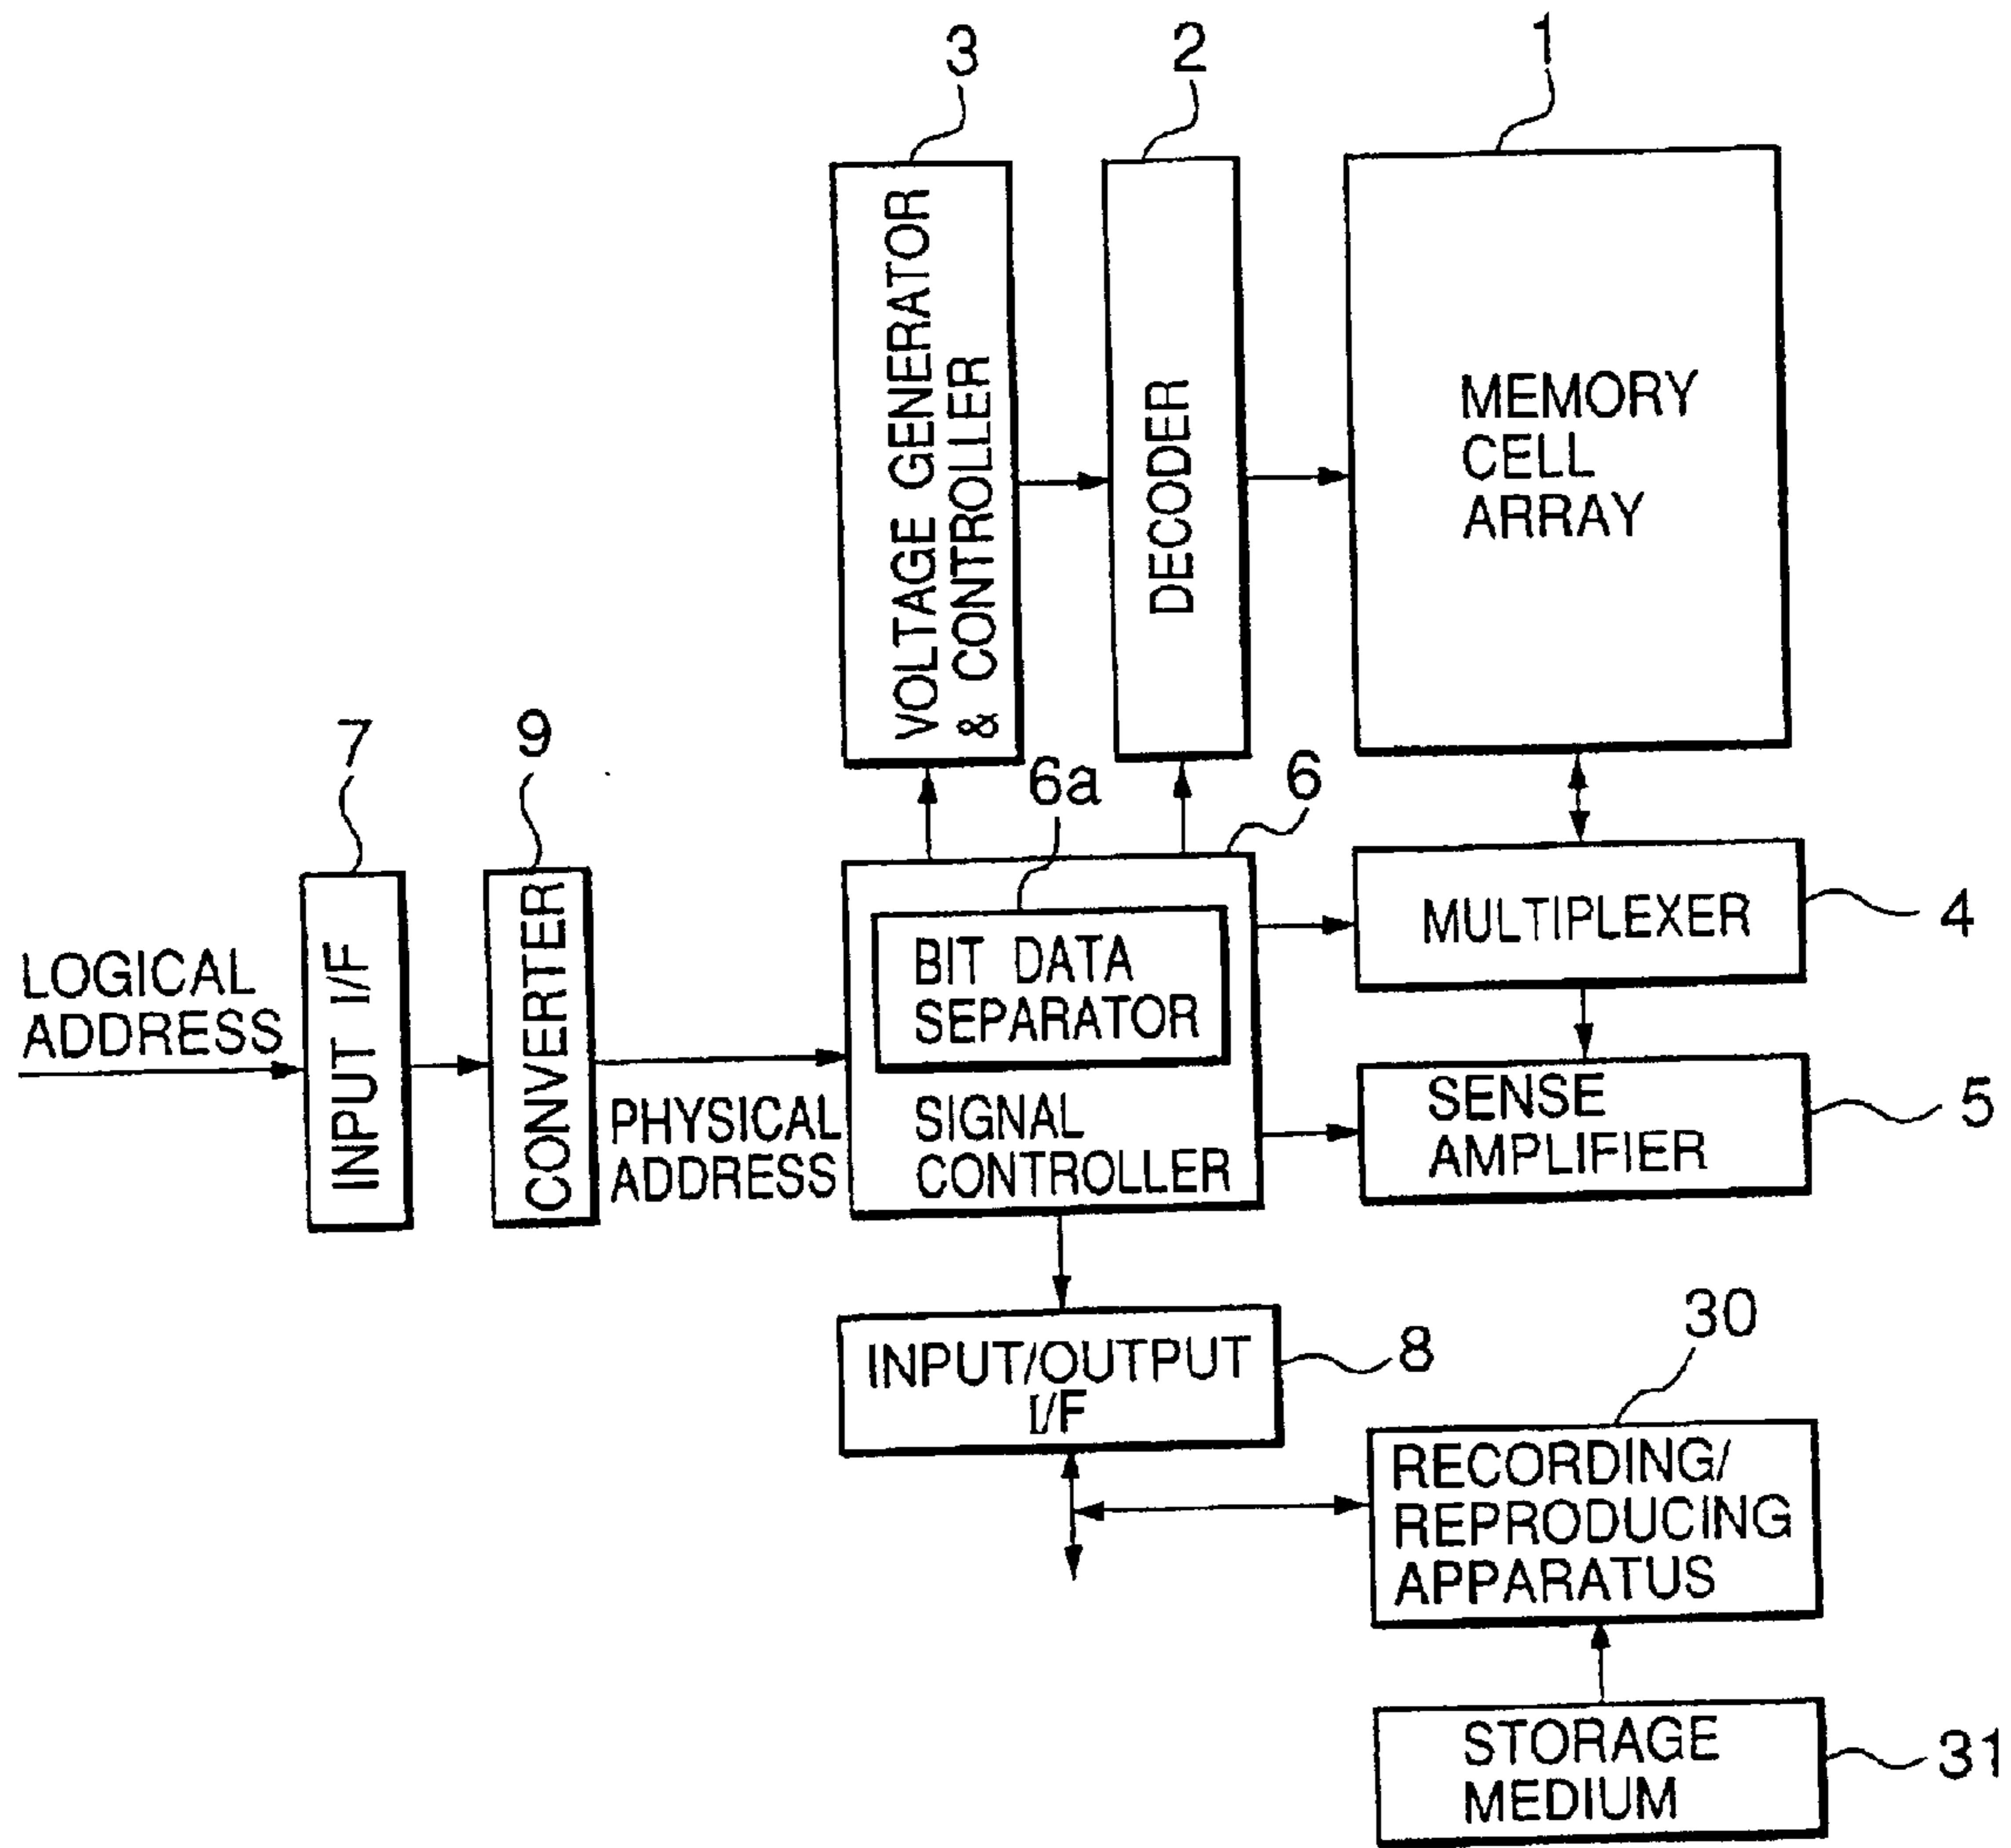 3
2
1
VOLTAGE GENERATOR
& CONTROLLER
DECODER
MEMORY
CELL
ARRAY
7
9
6a
6
LOGICAL
ADDRESS
INPUT I/F
CONVERTER
PHYSICAL
ADDRESS
BIT DATA
SEPARATOR
SIGNAL
CONTROLLER
MULTIPLEXER
4
SENSE
AMPLIFIER
5
INPUT/OUTPUT
I/F
8
30
RECORDING/
REPRODUCING
APPARATUS
STORAGE
MEDIUM
31